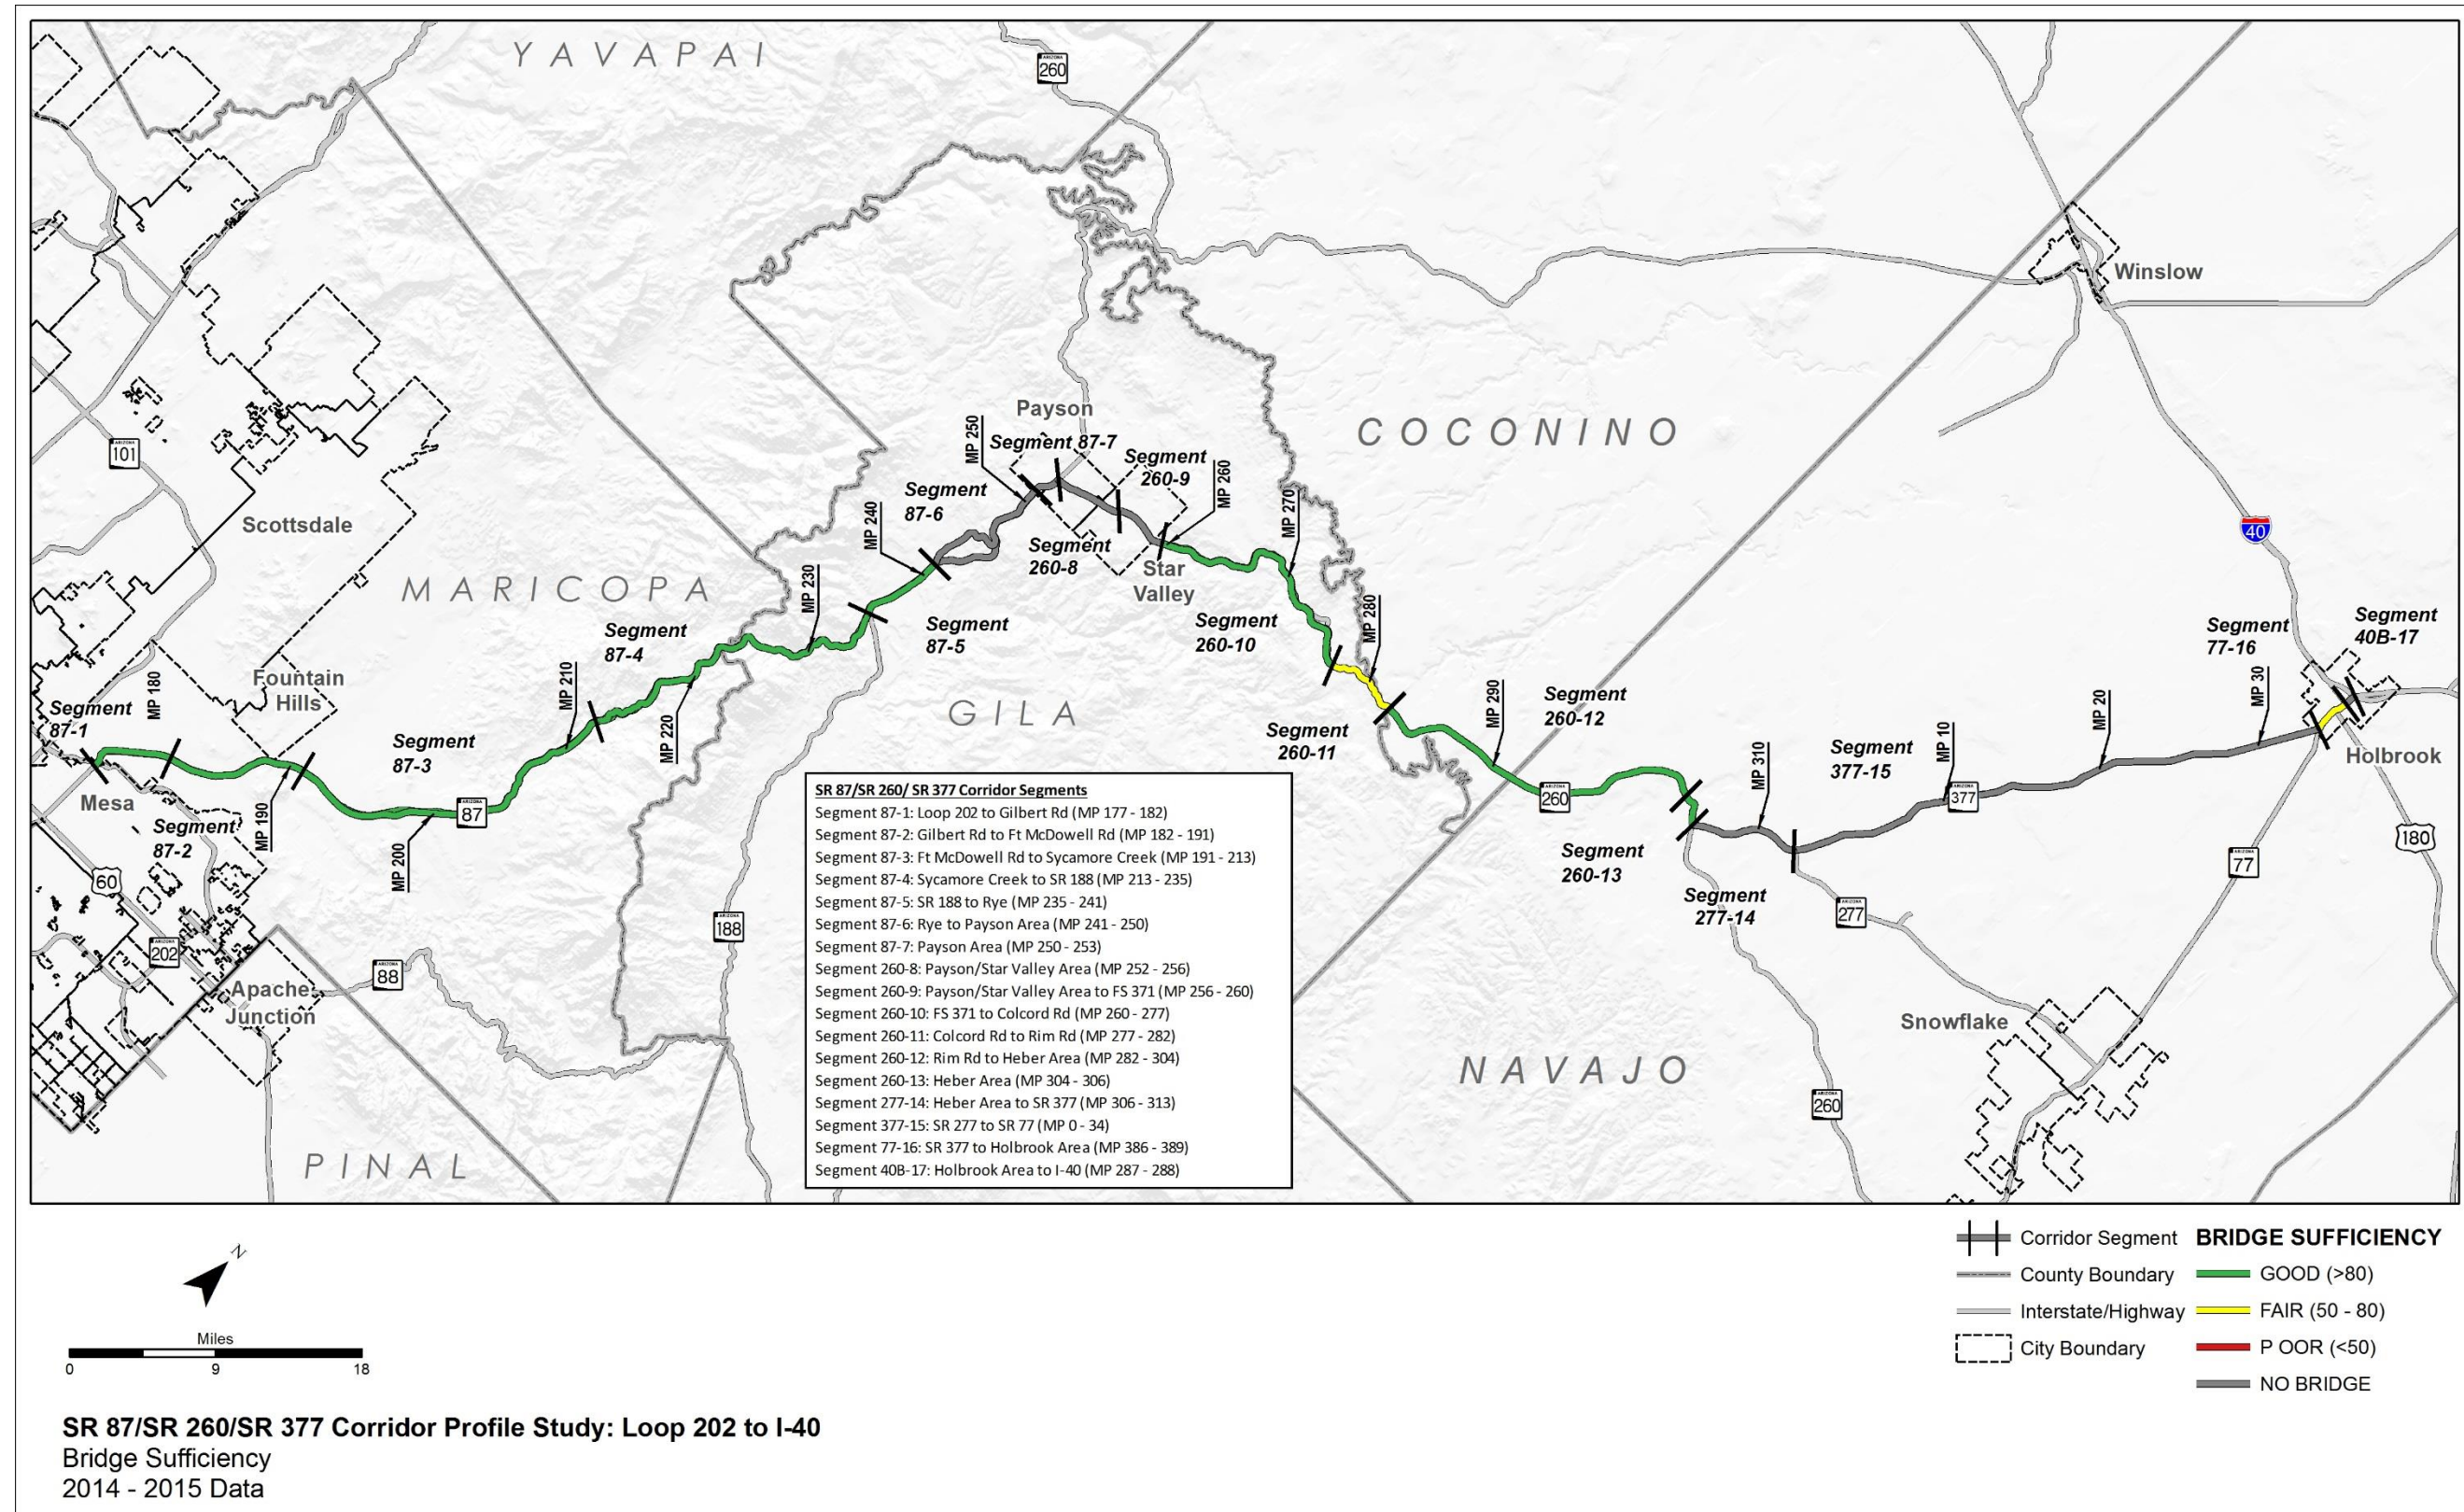 YAVAPAI
ARIZONA
260
Winslow
COCONINO
Payson
MP 250
Segment 87-7
Segment
260-9
MP 260
ARIZONA
101
Segment
87-6
MP 270
Scottsdale
MP 240
40
Segment
260-8
Star
Valley
MARICOPA
MP 230
Segment
87-4
Segment
87-5
Segment
260-10
MP 280
Segment
77-16
Segment
40B-17
Fountain
Hills
MP 180
MP 210
MP 30
Segment
87-1
GILA
MP 220
MP 290
Segment
260-12
MP 20
Segment
87-3
Segment
260-11
MP 310
Segment
377-15
MP 10
Holbrook
Mesa
MP 190
ARIZONA
87
ARIZONA
260
ARIZONA
377
Segment
87-2
MP 200
180
Segment
260-13
ARIZONA
77
60
Segment
277-14
ARIZONA
277
ARIZONA
188
ARIZONA
202
ARIZONA
88
Apache
Junction
Snowflake
NAVAJO
ARIZONA
260
PINAL
SR 87/SR 260/ SR 377 Corridor Segments
Segment 87-1: Loop 202 to Gilbert Rd (MP 177 - 182)
Segment 87-2: Gilbert Rd to Ft McDowell Rd (MP 182 - 191)
Segment 87-3: Ft McDowell Rd to Sycamore Creek (MP 191 - 213)
Segment 87-4: Sycamore Creek to SR 188 (MP 213 - 235)
Segment 87-5: SR 188 to Rye (MP 235 - 241)
Segment 87-6: Rye to Payson Area (MP 241 - 250)
Segment 87-7: Payson Area (MP 250 - 253)
Segment 260-8: Payson/Star Valley Area (MP 252 - 256)
Segment 260-9: Payson/Star Valley Area to FS 371 (MP 256 - 260)
Segment 260-10: FS 371 to Colcord Rd (MP 260 - 277)
Segment 260-11: Colcord Rd to Rim Rd (MP 277 - 282)
Segment 260-12: Rim Rd to Heber Area (MP 282 - 304)
Segment 260-13: Heber Area (MP 304 - 306)
Segment 277-14: Heber Area to SR 377 (MP 306 - 313)
Segment 377-15: SR 277 to SR 77 (MP 0 - 34)
Segment 77-16: SR 377 to Holbrook Area (MP 386 - 389)
Segment 40B-17: Holbrook Area to I-40 (MP 287 - 288)
Corridor Segment
County Boundary
Interstate/Highway
City Boundary
BRIDGE SUFFICIENCY
GOOD (>80)
FAIR (50 - 80)
P OOR (<50)
NO BRIDGE
N
Miles
0 9 18
SR 87/SR 260/SR 377 Corridor Profile Study: Loop 202 to I-40
Bridge Sufficiency
2014 - 2015 Data